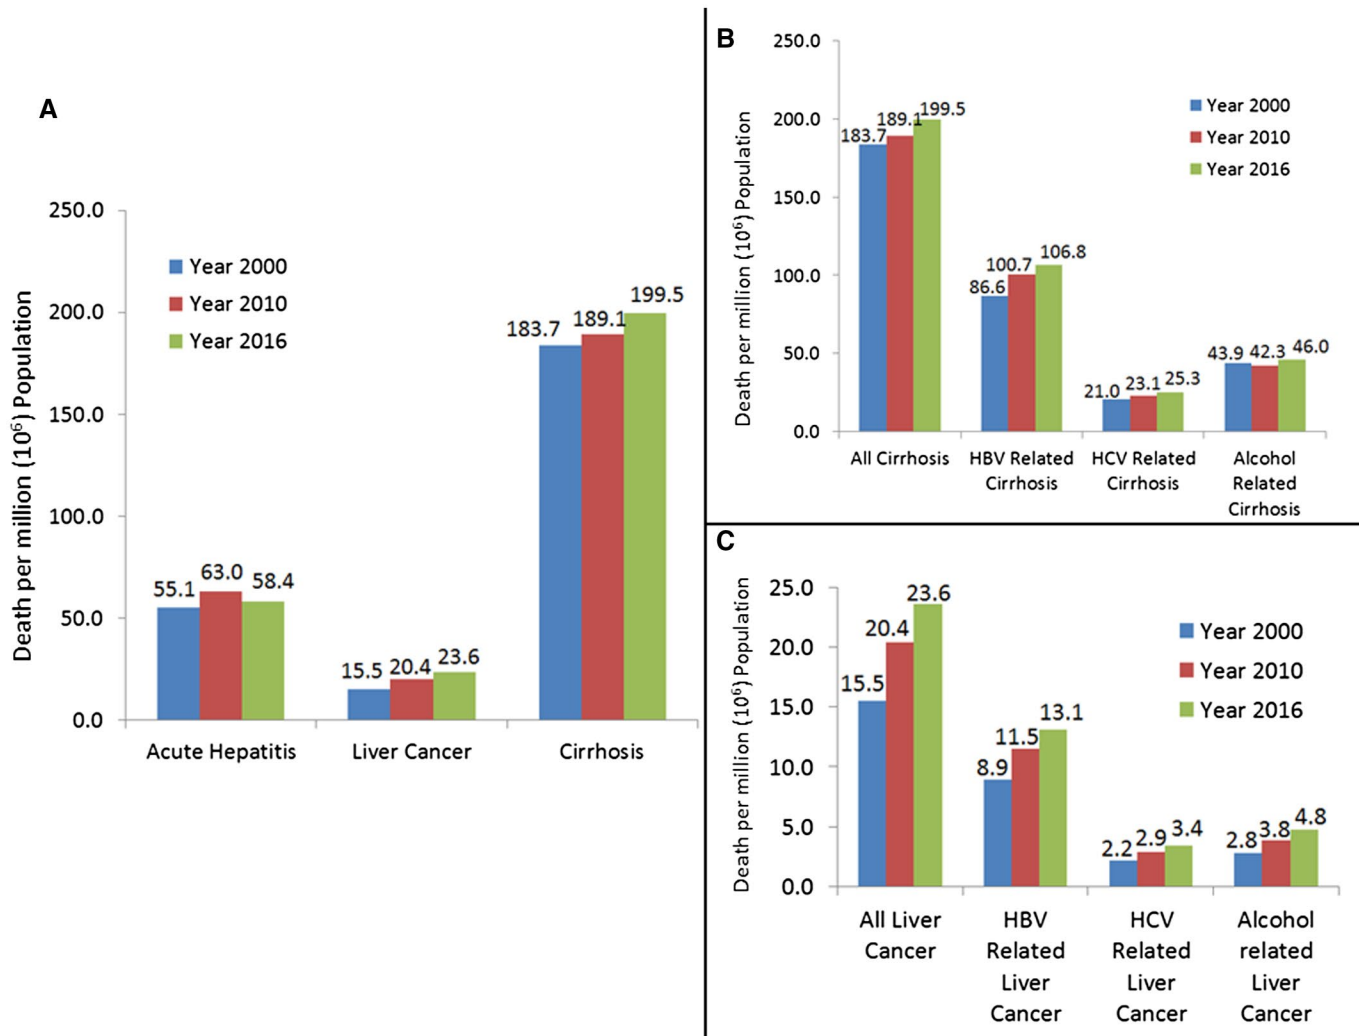 A
Death per million (10⁶) Population
250.0
200.0
150.0
100.0
50.0
0.0
Year 2000
Year 2010
Year 2016
55.1
63.0
58.4
15.5
20.4
23.6
183.7
189.1
199.5
Acute Hepatitis
Liver Cancer
Cirrhosis
B
Death per million (10⁶) Population
250.0
200.0
150.0
100.0
50.0
0.0
Year 2000
Year 2010
Year 2016
183.7
189.1
199.5
86.6
100.7
106.8
21.0
23.1
25.3
43.9
42.3
46.0
All Cirrhosis
HBV Related
Cirrhosis
HCV Related
Cirrhosis
Alcohol
Related
Cirrhosis
C
Death per million (10⁶) Population
25.0
20.0
15.0
10.0
5.0
0.0
Year 2000
Year 2010
Year 2016
15.5
20.4
23.6
8.9
11.5
13.1
2.2
2.9
3.4
2.8
3.8
4.8
All Liver
Cancer
HBV
Related
Liver
Cancer
HCV
Related
Liver
Cancer
Alcohol
related
Liver
Cancer